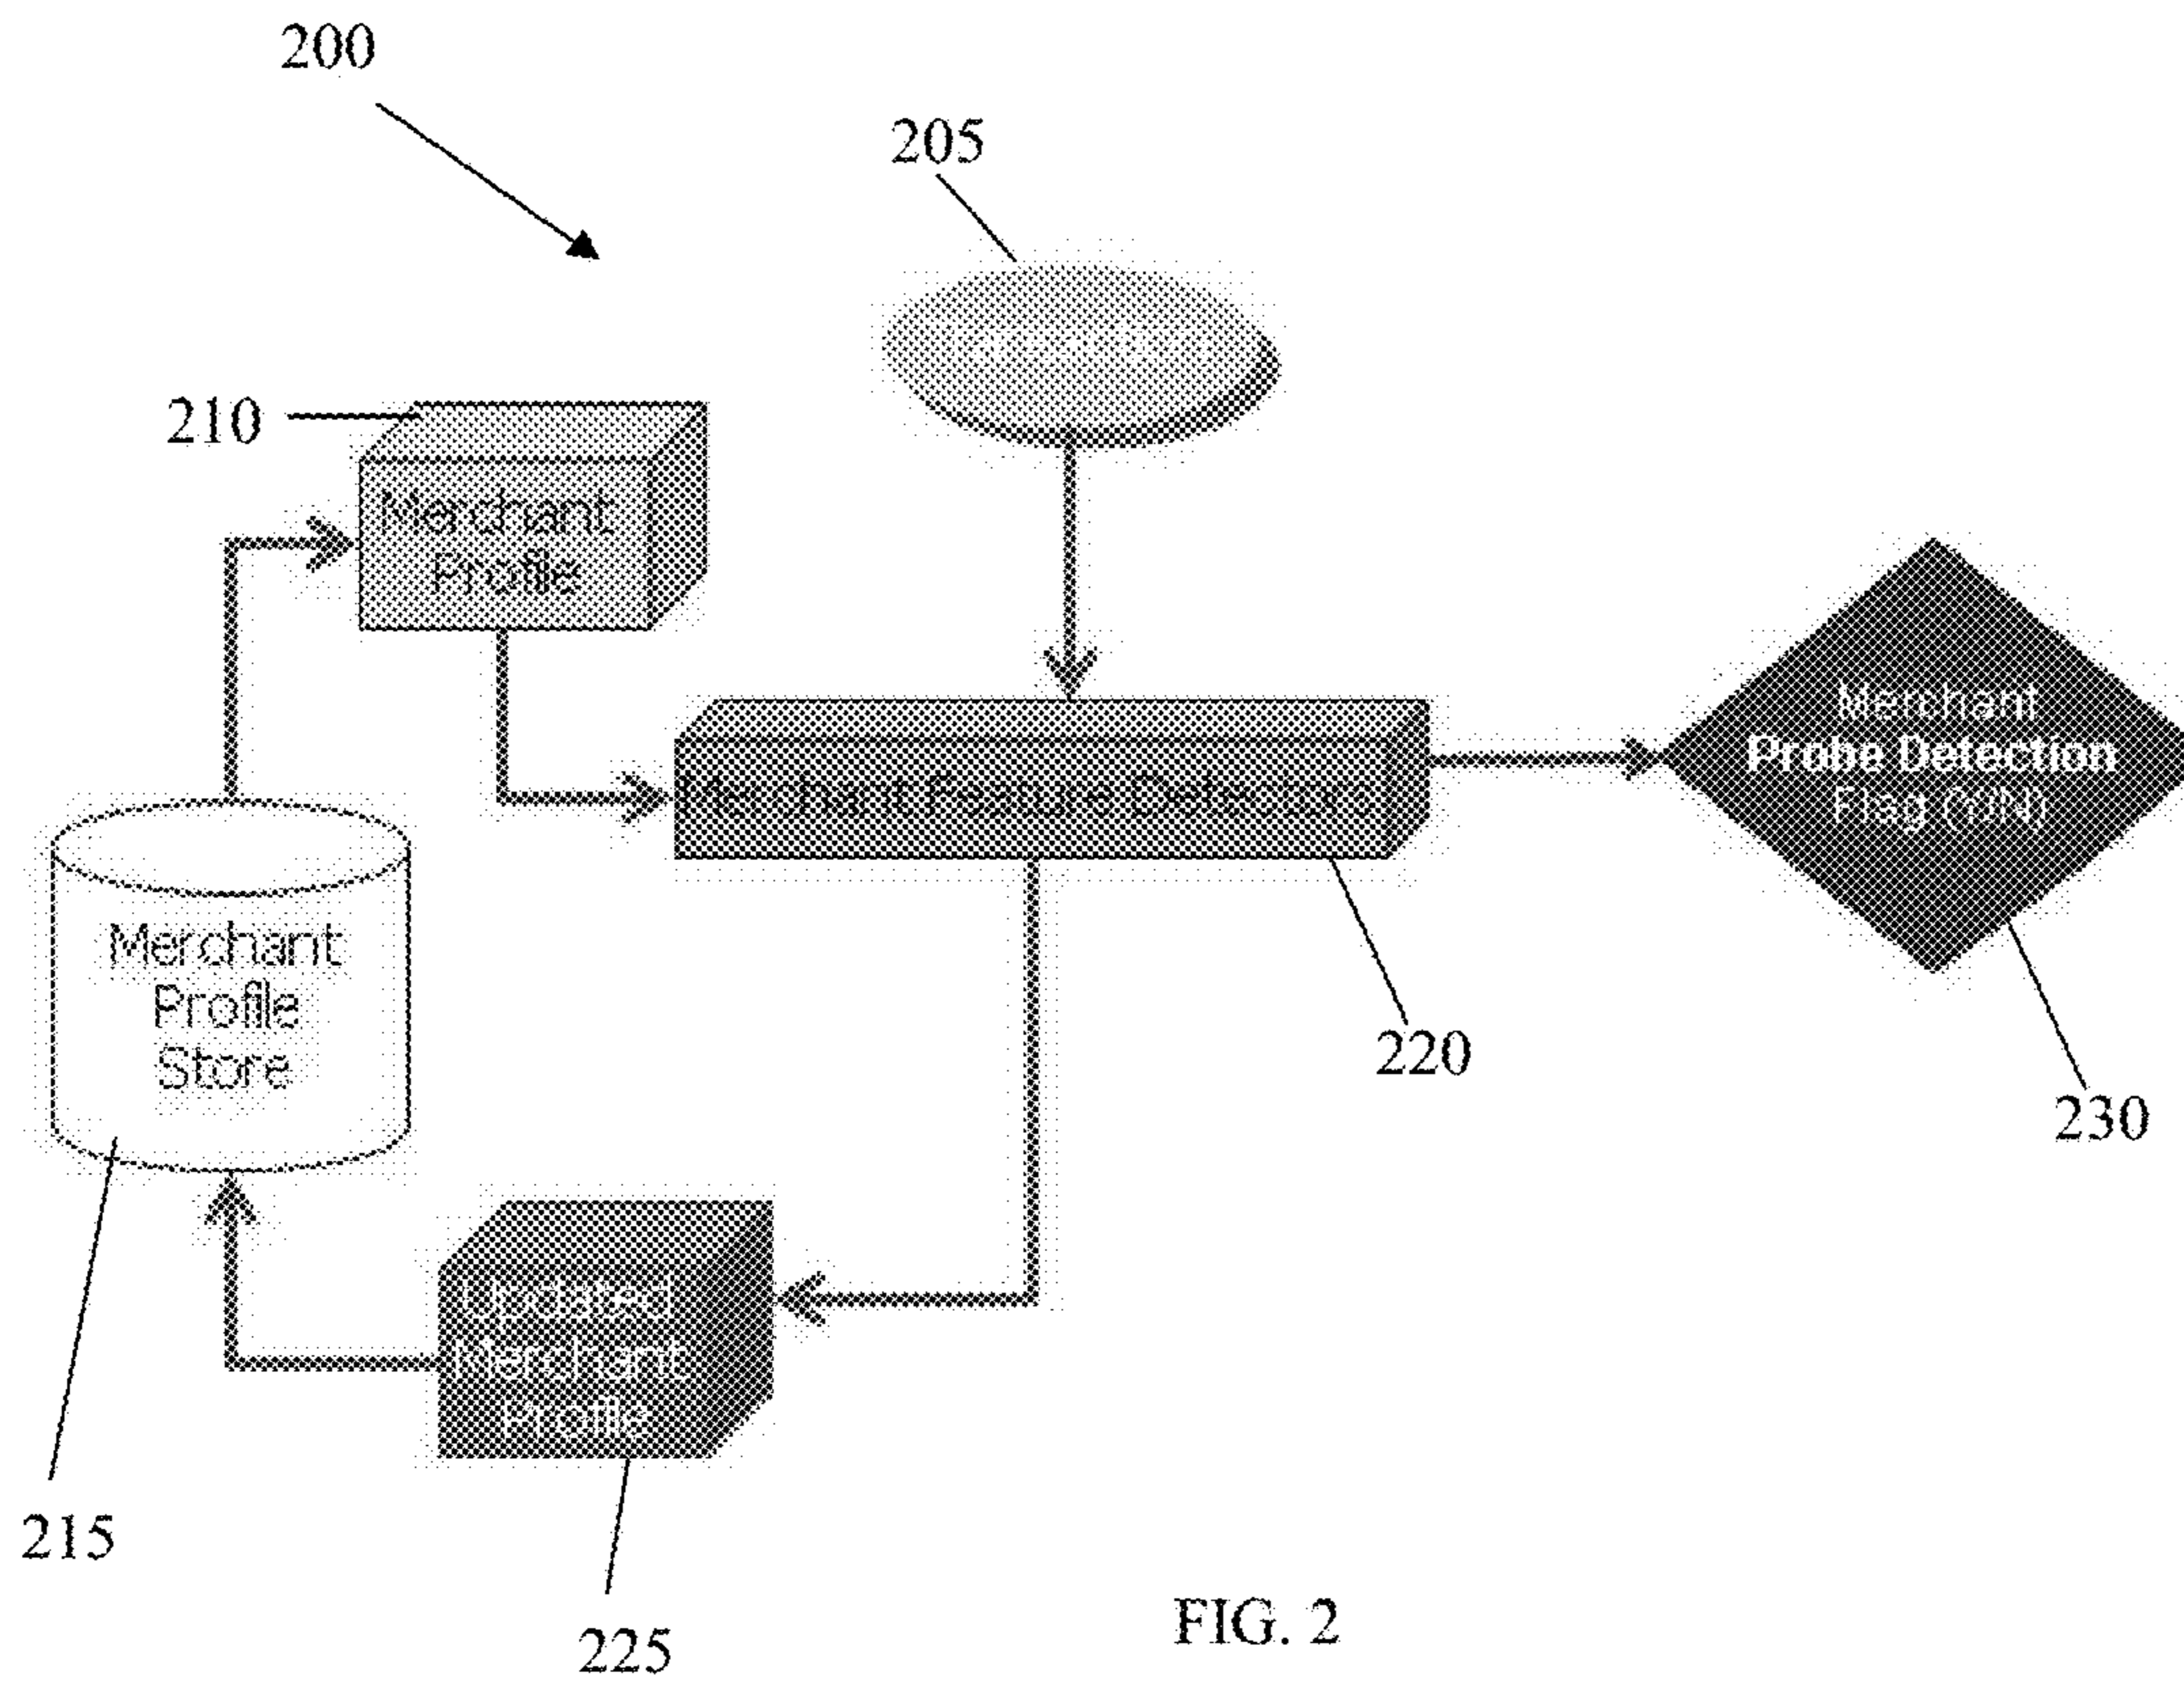 200
205
210
Merchant
Profile
Merchant
Probe Detection
Flag (Y/N)
Merchant Feature Detectors
Merchant
Profile
Store
220
230
Updated
Merchant
Profile
215
225
FIG. 2